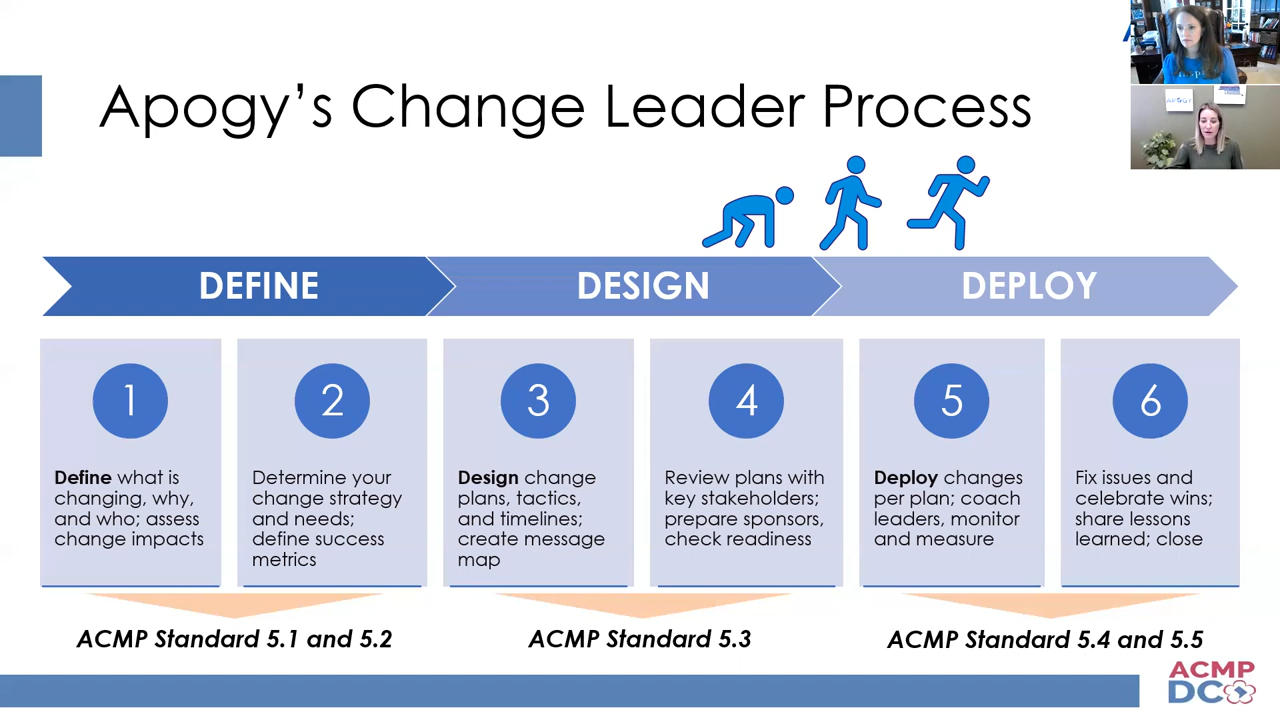 Apogy's Change Leader Process
APOGY
DEFINE
DESIGN
DEPLOY
1
2
3
4
5
6
Define what is
changing, why,
and who; assess
change impacts
Determine your
change strategy
and needs;
define success
metrics
Design change
plans, tactics,
and timelines;
create message
map
Review plans with
key stakeholders;
prepare sponsors,
check readiness
Deploy changes
per plan; coach
leaders, monitor
and measure
Fix issues and
celebrate wins;
share lessons
learned; close
ACMP Standard 5.1 and 5.2
ACMP Standard 5.3
ACMP Standard 5.4 and 5.5
ACMP
DC